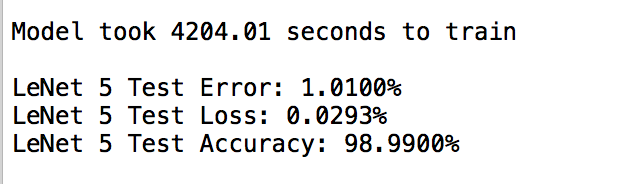 Model took 4204.01 seconds to train
LeNet 5 Test Error: 1.0100%
LeNet 5 Test Loss: 0.0293%
LeNet 5 Test Accuracy: 98.9900%